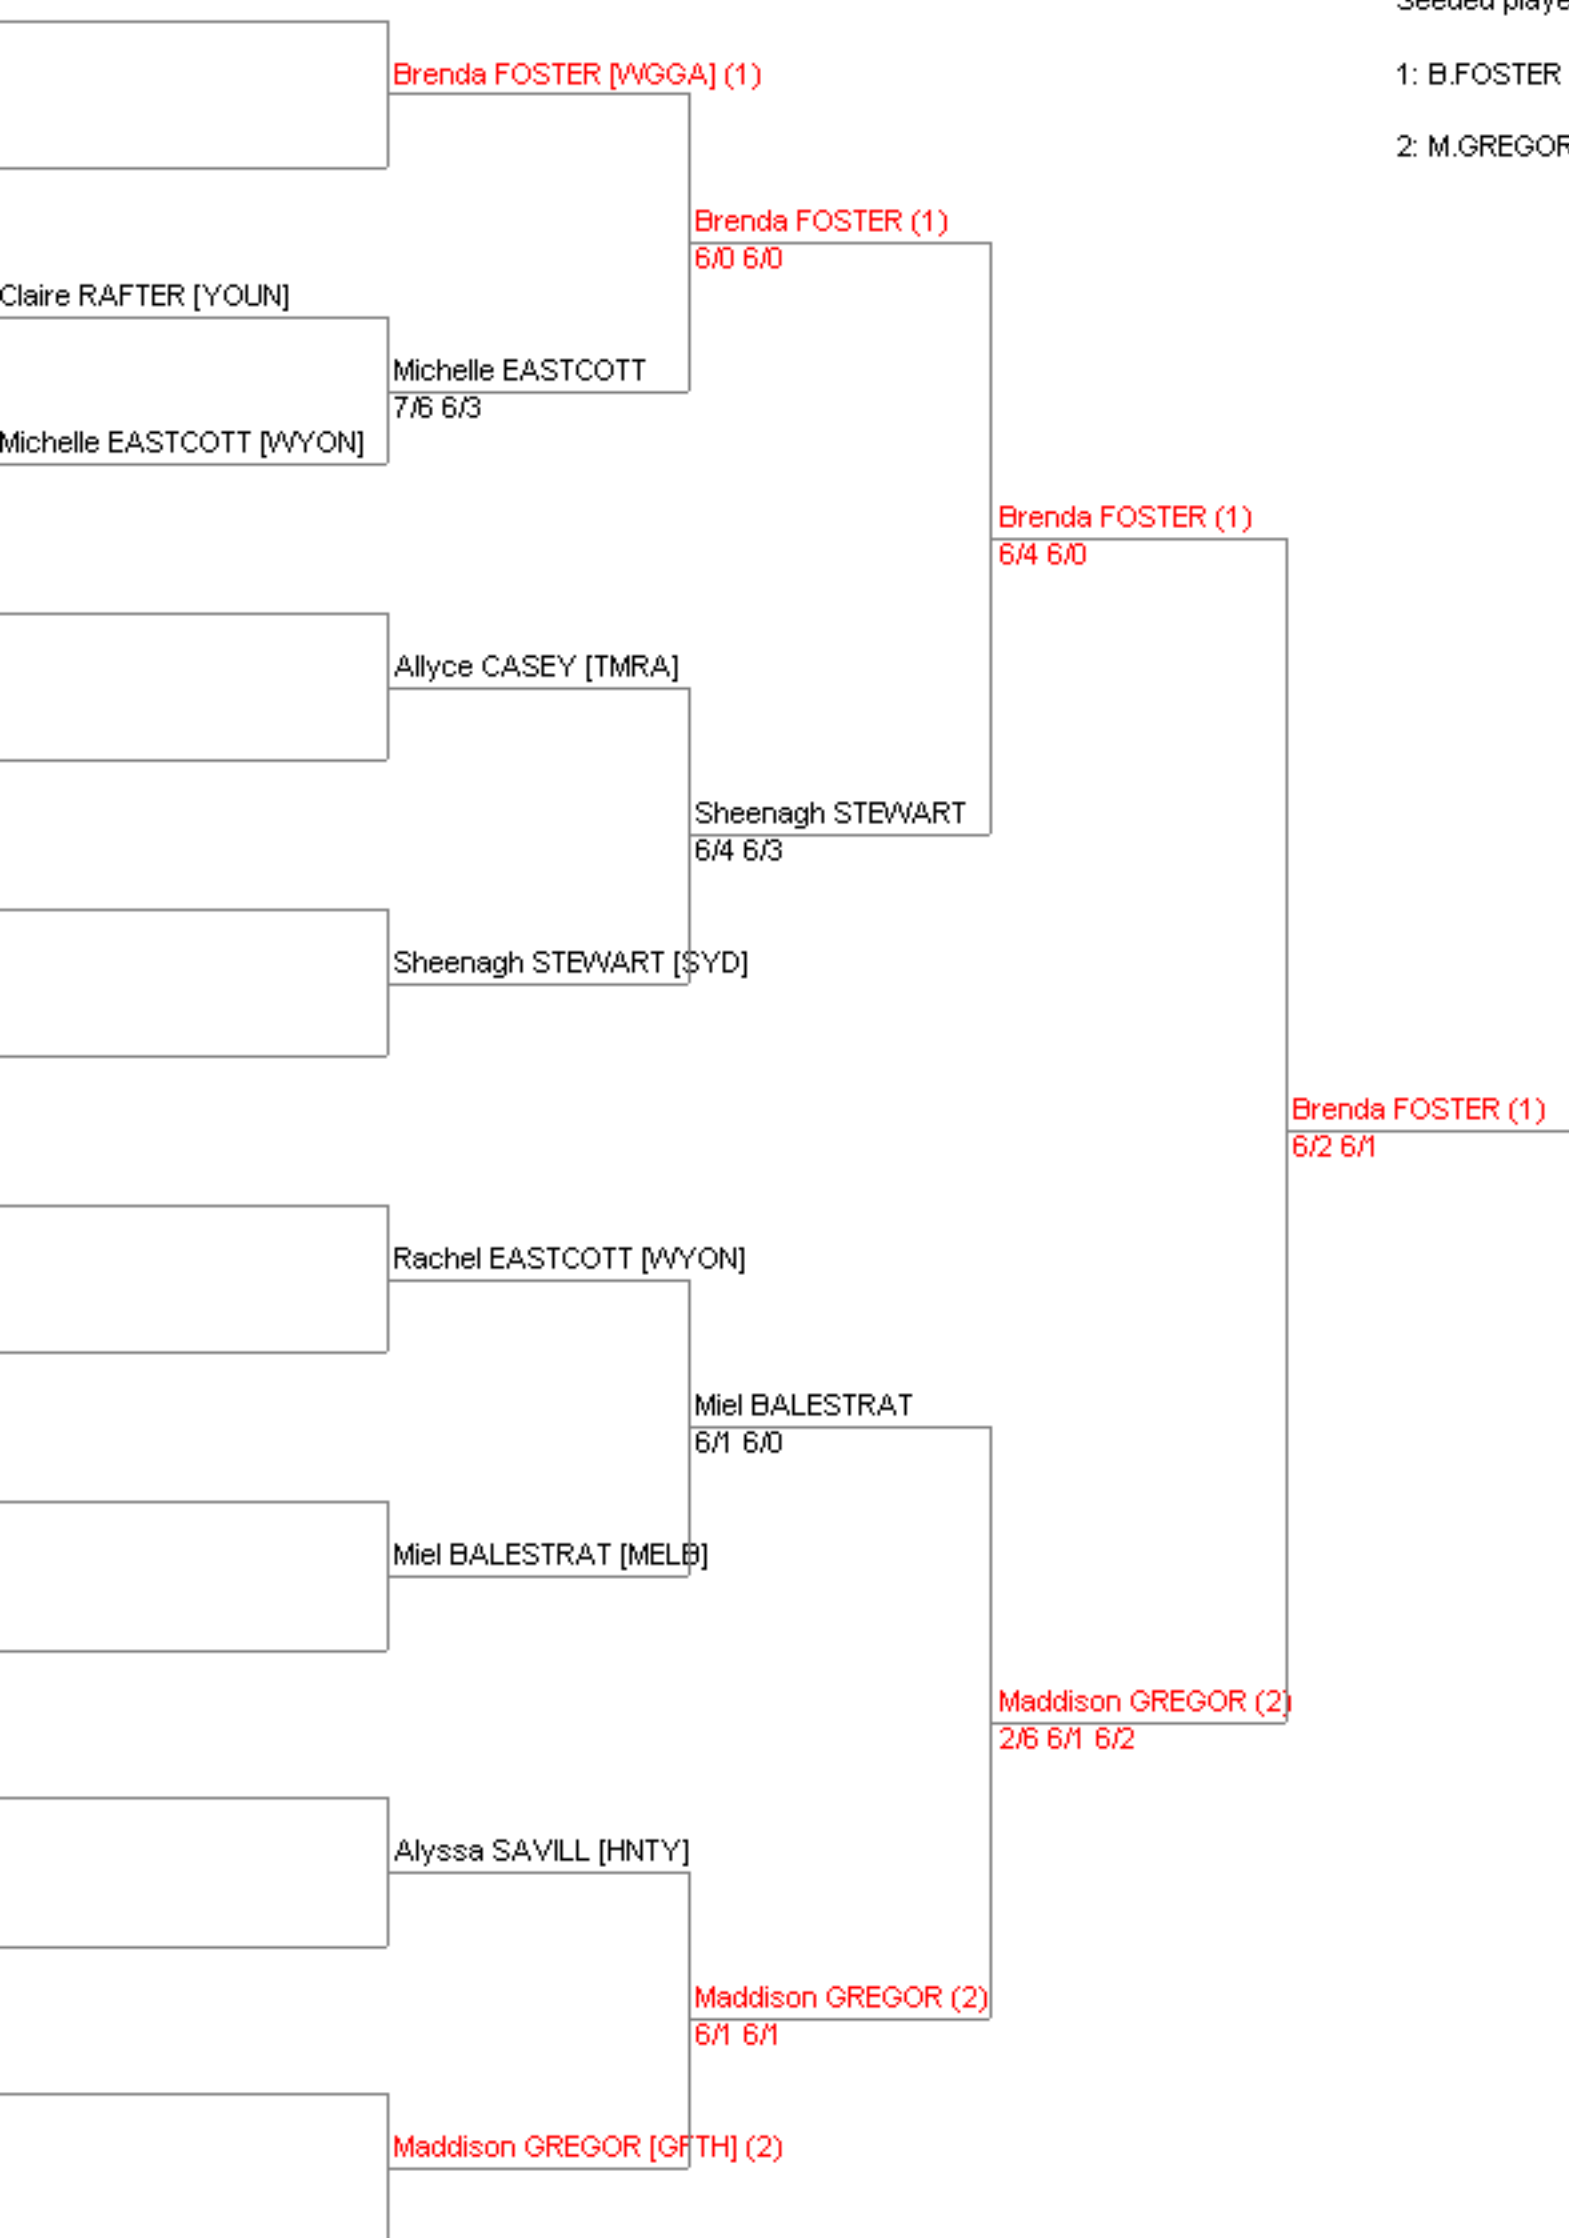 Seeded playe
Brenda FOSTER [WGGA] (1)
1: B.FOSTER
2: M.GREGOR
Brenda FOSTER (1)
6/0 6/0
Claire RAFTER [YOUN]
Michelle EASTCOTT
7/6 6/3
Michelle EASTCOTT [WYON]
Brenda FOSTER (1)
6/4 6/0
Allyce CASEY [TMRA]
Sheenagh STEWART
6/4 6/3
Sheenagh STEWART [SYD]
Brenda FOSTER (1)
6/2 6/1
Rachel EASTCOTT [WYON]
Miel BALESTRAT
6/1 6/0
Miel BALESTRAT [MELB]
Maddison GREGOR (2)
2/6 6/1 6/2
Alyssa SAVILL [HNTY]
Maddison GREGOR (2)
6/1 6/1
Maddison GREGOR [GFTH] (2)